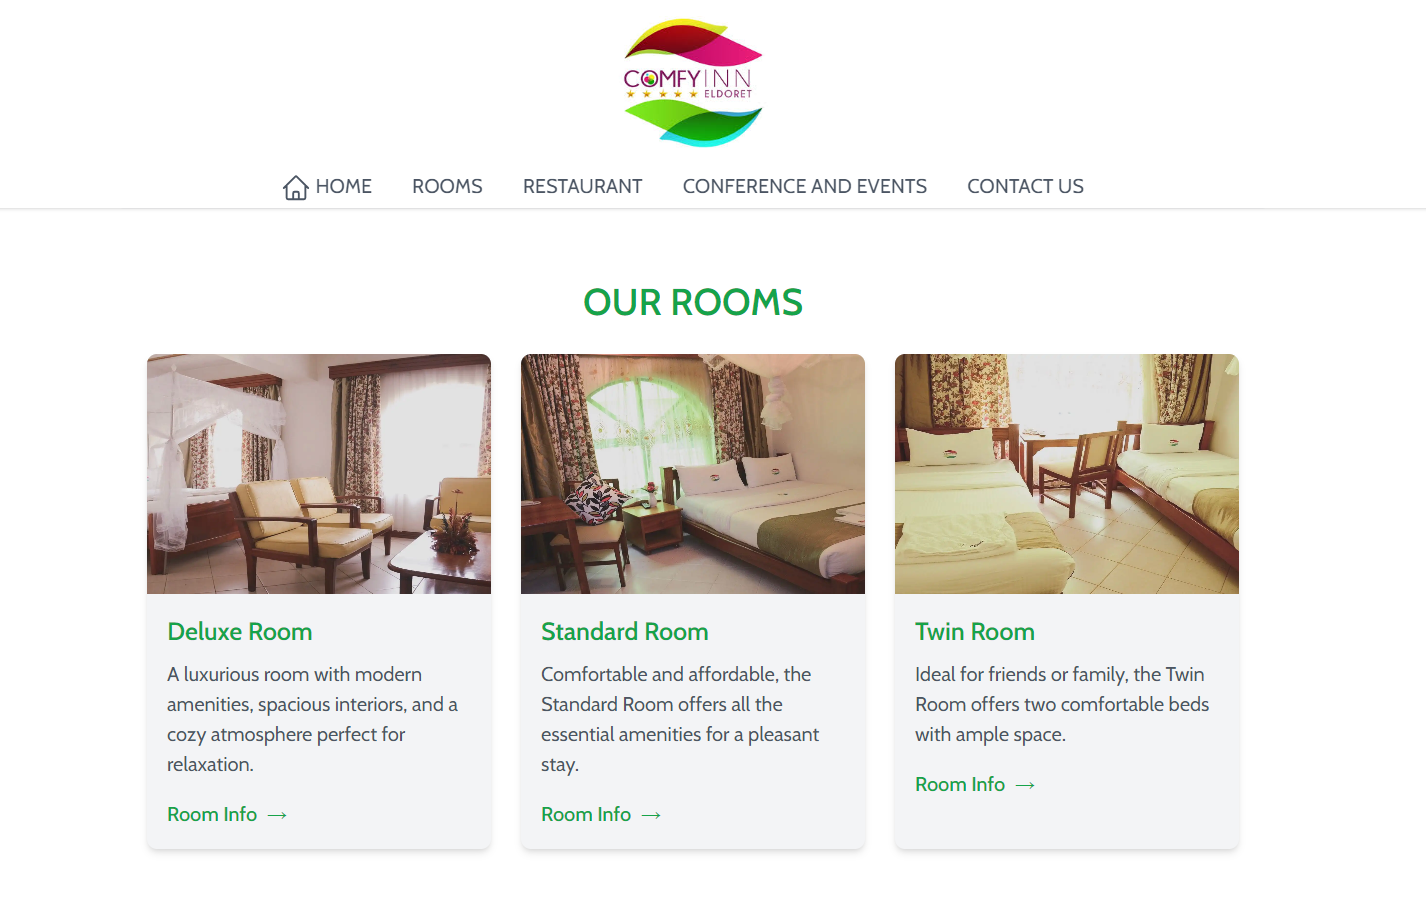 COMFYINN
ELDORET
HOME ROOMS RESTAURANT CONFERENCE AND EVENTS CONTACT US
OUR ROOMS
Deluxe Room
A luxurious room with modern
amenities, spacious interiors, and a
cozy atmosphere perfect for
relaxation.
Room Info →
Standard Room
Comfortable and affordable, the
Standard Room offers all the
essential amenities for a pleasant
stay.
Room Info →
Twin Room
Ideal for friends or family, the Twin
Room offers two comfortable beds
with ample space.
Room Info →